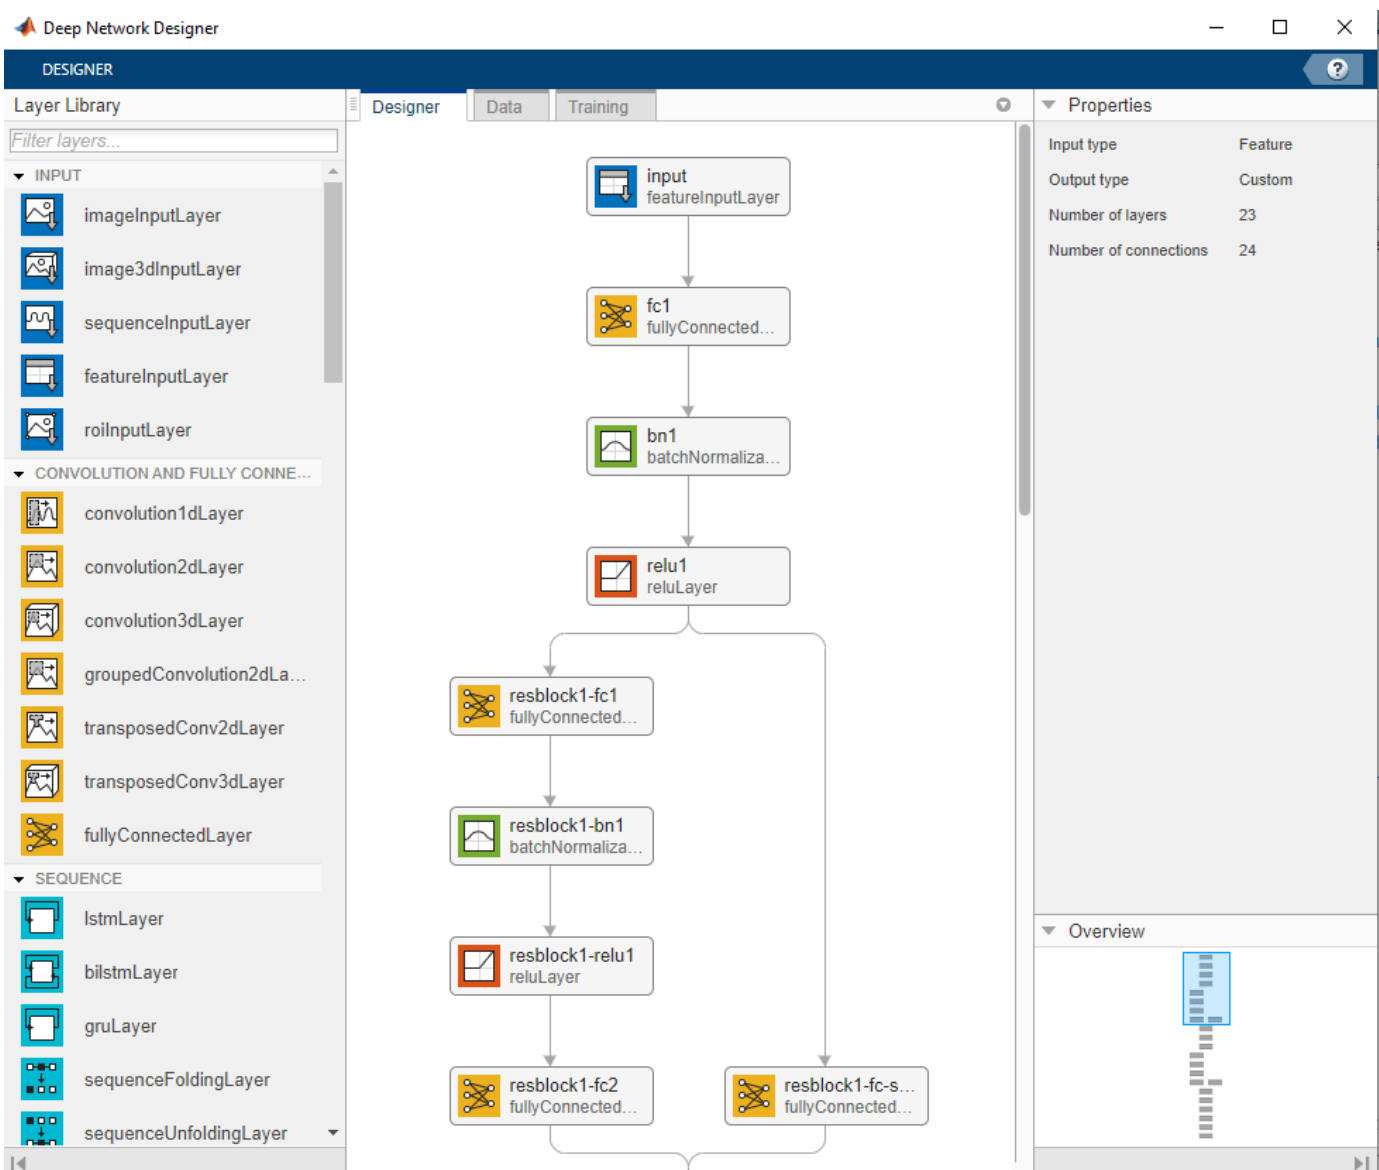 Deep Network Designer
DESIGNER
?
Layer Library
Filter layers...
INPUT
imageInputLayer
image3dInputLayer
sequenceInputLayer
featureInputLayer
roiInputLayer
CONVOLUTION AND FULLY CONNE...
convolution1dLayer
convolution2dLayer
convolution3dLayer
groupedConvolution2dLa...
transposedConv2dLayer
transposedConv3dLayer
fullyConnectedLayer
SEQUENCE
lstmLayer
bilstmLayer
gruLayer
sequenceFoldingLayer
sequenceUnfoldingLayer
Designer Data Training
input
featureInputLayer
fc1
fullyConnected...
bn1
batchNormaliza...
relu1
reluLayer
resblock1-fc1
fullyConnected...
resblock1-bn1
batchNormaliza...
resblock1-relu1
reluLayer
resblock1-fc2
fullyConnected...
resblock1-fc-s...
fullyConnected...
Properties
Input type Feature
Output type Custom
Number of layers 23
Number of connections 24
Overview